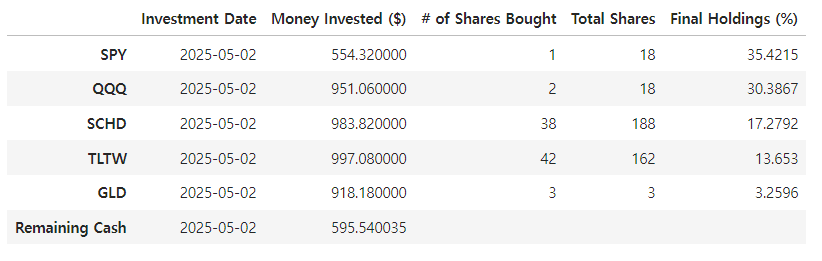 Investment Date Money Invested ($) # of Shares Bought Total Shares Final Holdings (%)
SPY 2025-05-02 554.320000 1 18 35.4215
QQQ 2025-05-02 951.060000 2 18 30.3867
SCHD 2025-05-02 983.820000 38 188 17.2792
TLTW 2025-05-02 997.080000 42 162 13.653
GLD 2025-05-02 918.180000 3 3 3.2596
Remaining Cash 2025-05-02 595.540035